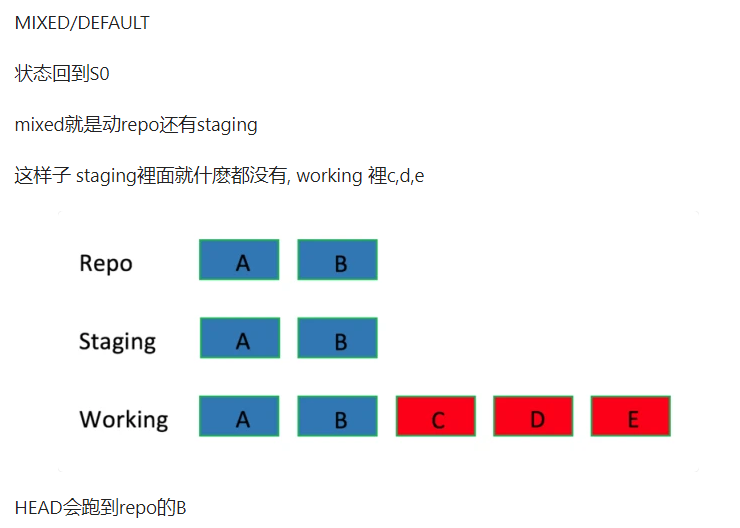 MIXED/DEFAULT
状态回到S0
mixed就是动repo还有staging
这样子 staging裡面就什麽都没有, working 裡c,d,e
Repo A B
Staging A B
Working A B C D E
HEAD会跑到repo的B